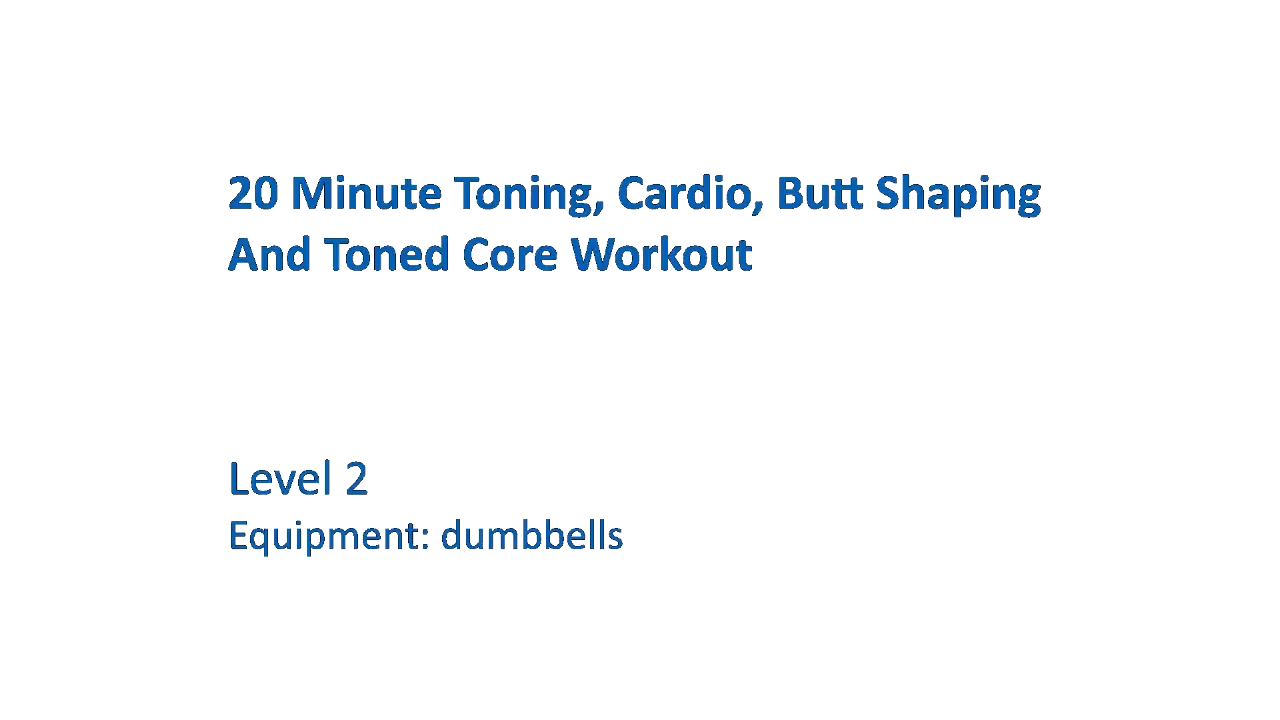 20 Minute Toning, Cardio, Butt Shaping
And Toned Core Workout
Level 2
Equipment: dumbbells